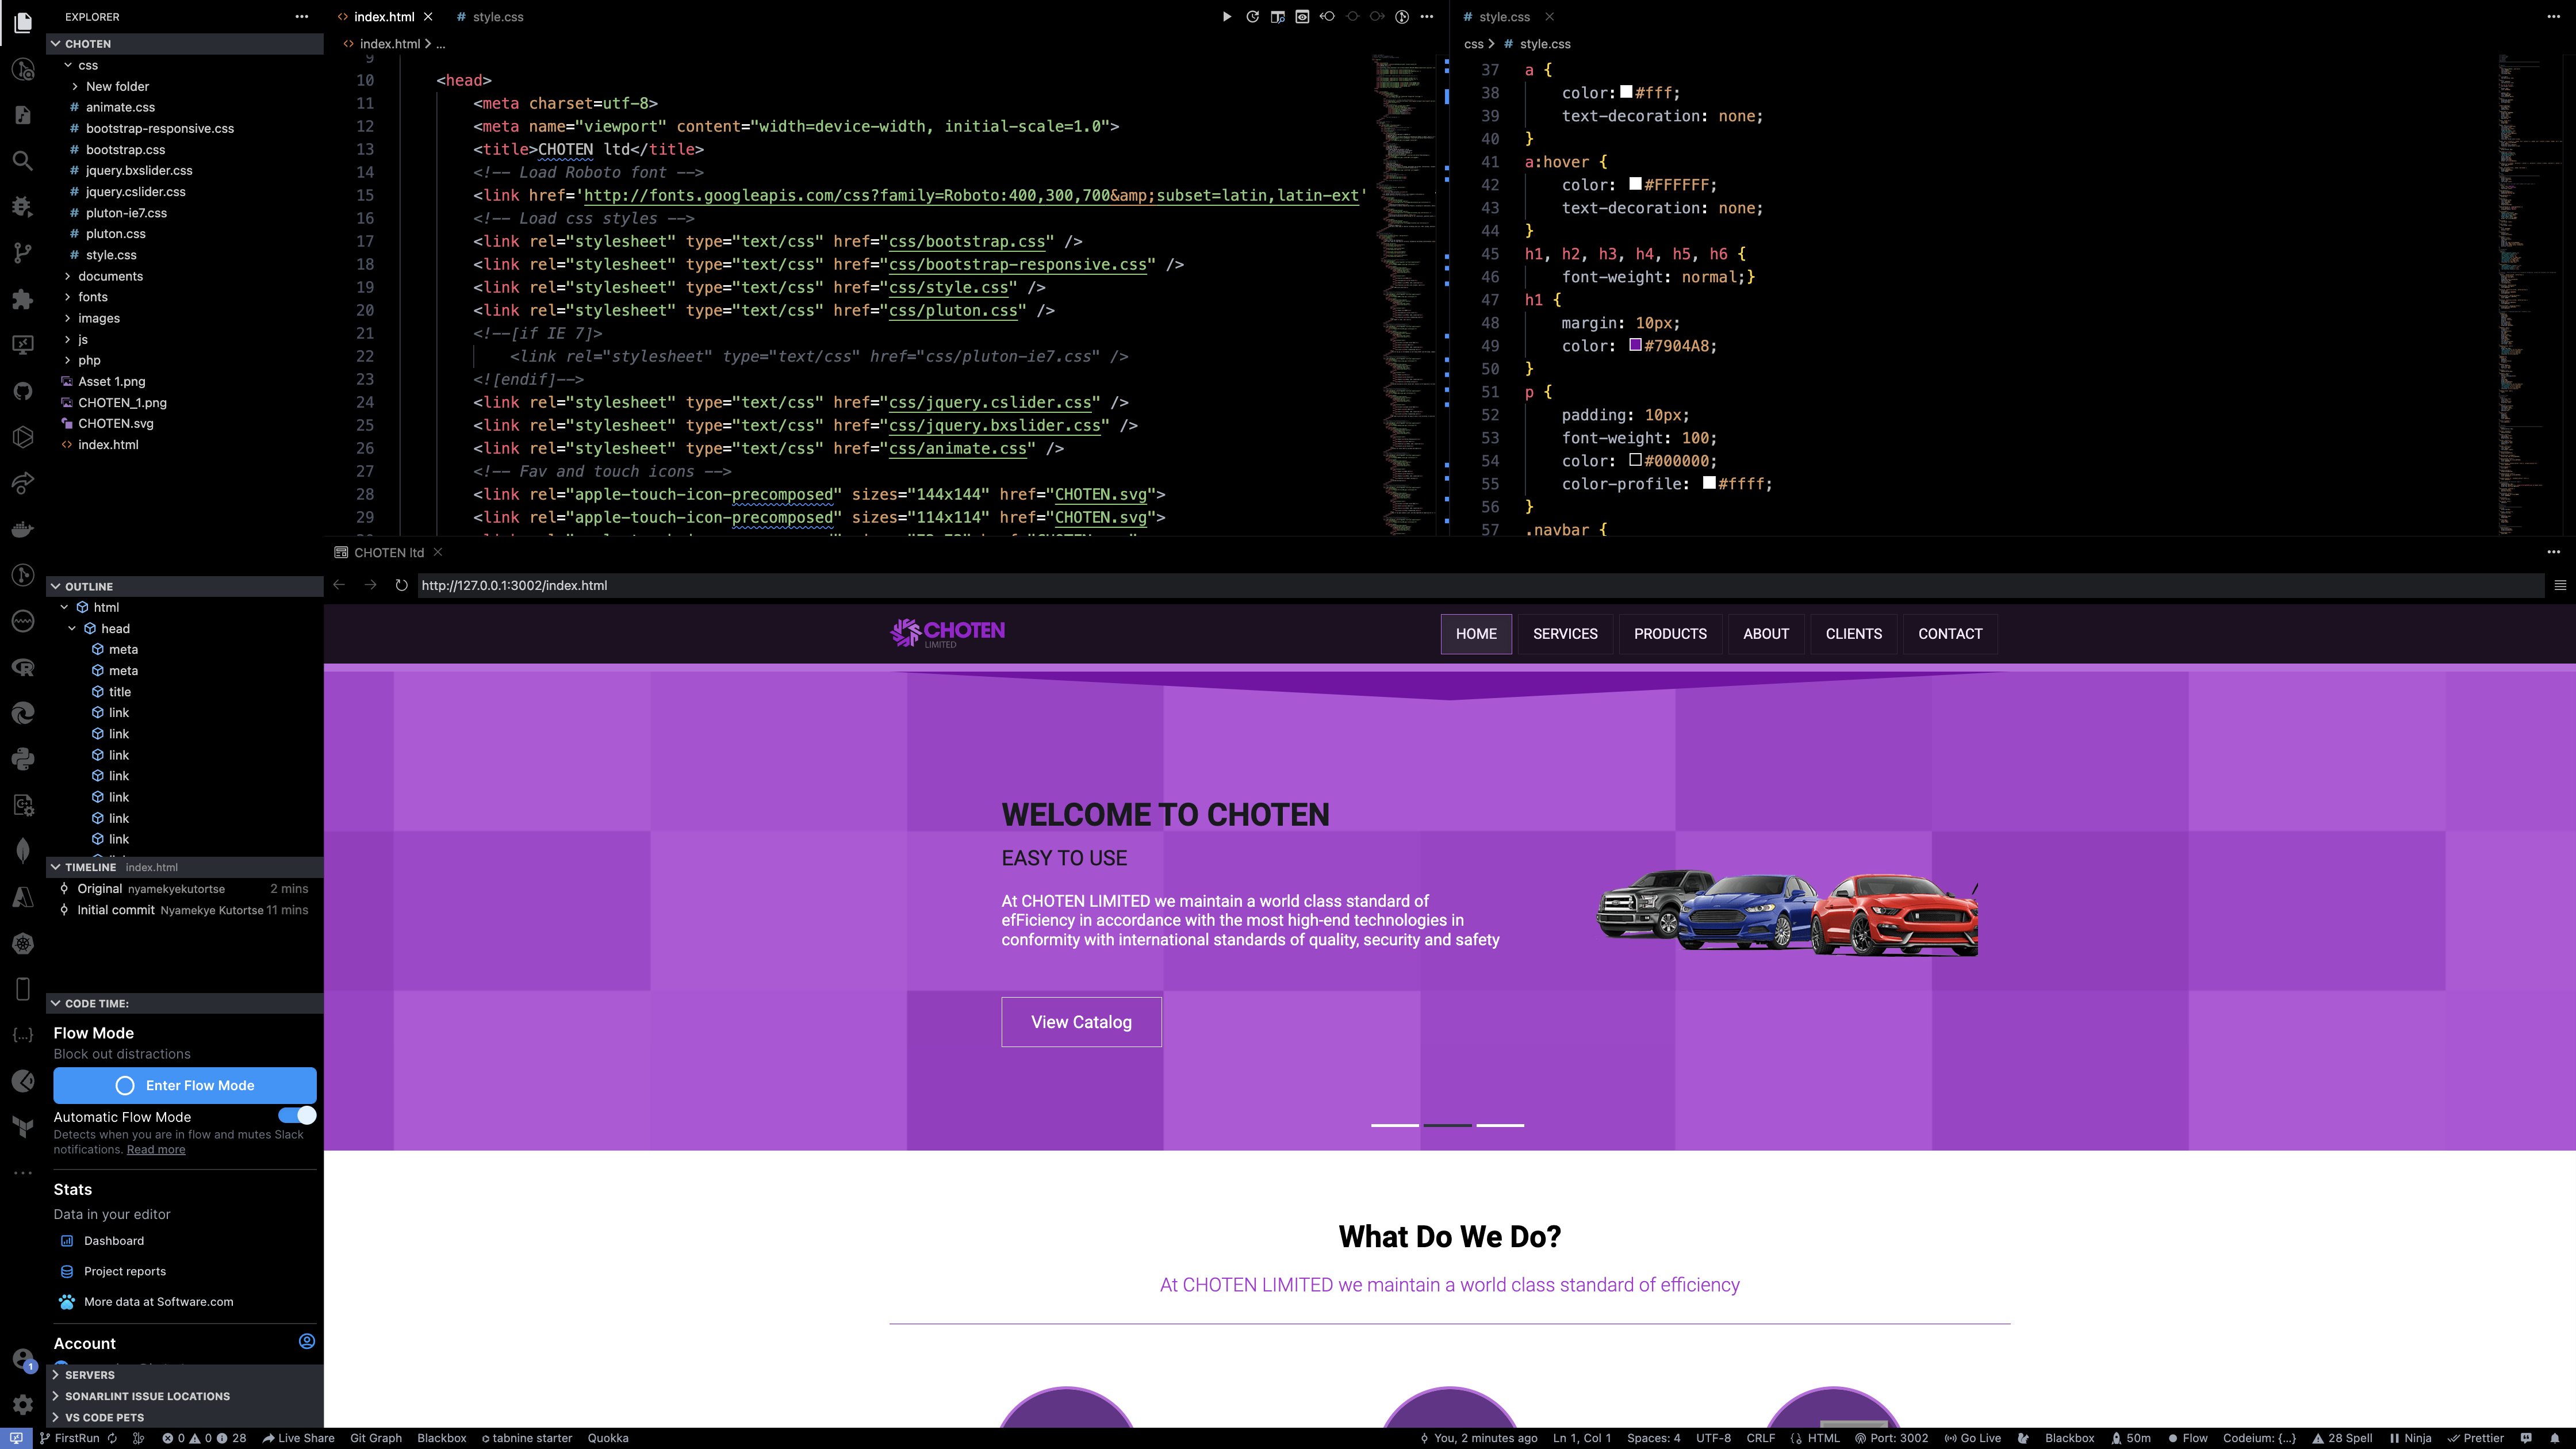 EXPLORER
CHOTEN
css
New folder
animate.css
bootstrap-responsive.css
bootstrap.css
jquery.bxslider.css
jquery.cslider.css
pluton-ie7.css
pluton.css
style.css
documents
fonts
images
js
php
Asset 1.png
CHOTEN_1.png
CHOTEN.svg
index.html
OUTLINE
html
head
meta
meta
title
link
link
link
link
link
link
link
TIMELINE index.html
Original nyamekyekutortse 2 mins
Initial commit Nyamekye Kutortse 11 mins
CODE TIME:
Flow Mode
Block out distractions
Enter Flow Mode
Automatic Flow Mode
Detects when you are in flow and mutes Slack
notifications. Read more
Stats
Data in your editor
Dashboard
Project reports
More data at Software.com
Account
SERVERS
SONARLINT ISSUE LOCATIONS
VS CODE PETS
index.html
style.css
index.html > ...
9
10 <head>
11 <meta charset=utf-8>
12 <meta name="viewport" content="width=device-width, initial-scale=1.0">
13 <title>CHOTEN ltd</title>
14 <!-- Load Roboto font -->
15 <link href='http://fonts.googleapis.com/css?family=Roboto:400,300,700&amp;subset=latin,latin-ext'
16 <!-- Load css styles -->
17 <link rel="stylesheet" type="text/css" href="css/bootstrap.css" />
18 <link rel="stylesheet" type="text/css" href="css/bootstrap-responsive.css" />
19 <link rel="stylesheet" type="text/css" href="css/style.css" />
20 <link rel="stylesheet" type="text/css" href="css/pluton.css" />
21 <!--[if IE 7]>
22 <link rel="stylesheet" type="text/css" href="css/pluton-ie7.css" />
23 <![endif]-->
24 <link rel="stylesheet" type="text/css" href="css/jquery.cslider.css" />
25 <link rel="stylesheet" type="text/css" href="css/jquery.bxslider.css" />
26 <link rel="stylesheet" type="text/css" href="css/animate.css" />
27 <!-- Fav and touch icons -->
28 <link rel="apple-touch-icon-precomposed" sizes="144x144" href="CHOTEN.svg">
29 <link rel="apple-touch-icon-precomposed" sizes="114x114" href="CHOTEN.svg">
style.css
css > style.css
37 a {
38 color: #fff;
39 text-decoration: none;
40 }
41 a:hover {
42 color: #FFFFFF;
43 text-decoration: none;
44 }
45 h1, h2, h3, h4, h5, h6 {
46 font-weight: normal;}
47 h1 {
48 margin: 10px;
49 color: #7904A8;
50 }
51 p {
52 padding: 10px;
53 font-weight: 100;
54 color: #000000;
55 color-profile: #ffff;
56 }
57 .navbar {
CHOTEN ltd
http://127.0.0.1:3002/index.html
CHOTEN
LIMITED
HOME SERVICES PRODUCTS ABOUT CLIENTS CONTACT
WELCOME TO CHOTEN
EASY TO USE
At CHOTEN LIMITED we maintain a world class standard of
efFiciency in accordance with the most high-end technologies in
conformity with international standards of quality, security and safety
View Catalog
What Do We Do?
At CHOTEN LIMITED we maintain a world class standard of efficiency
1
FirstRun 0 0 28 Live Share Git Graph Blackbox tabnine starter Quokka You, 2 minutes ago Ln 1, Col 1 Spaces: 4 UTF-8 CRLF HTML Port: 3002 Go Live Blackbox 50m Flow Codeium: {...} 28 Spell Ninja Prettier